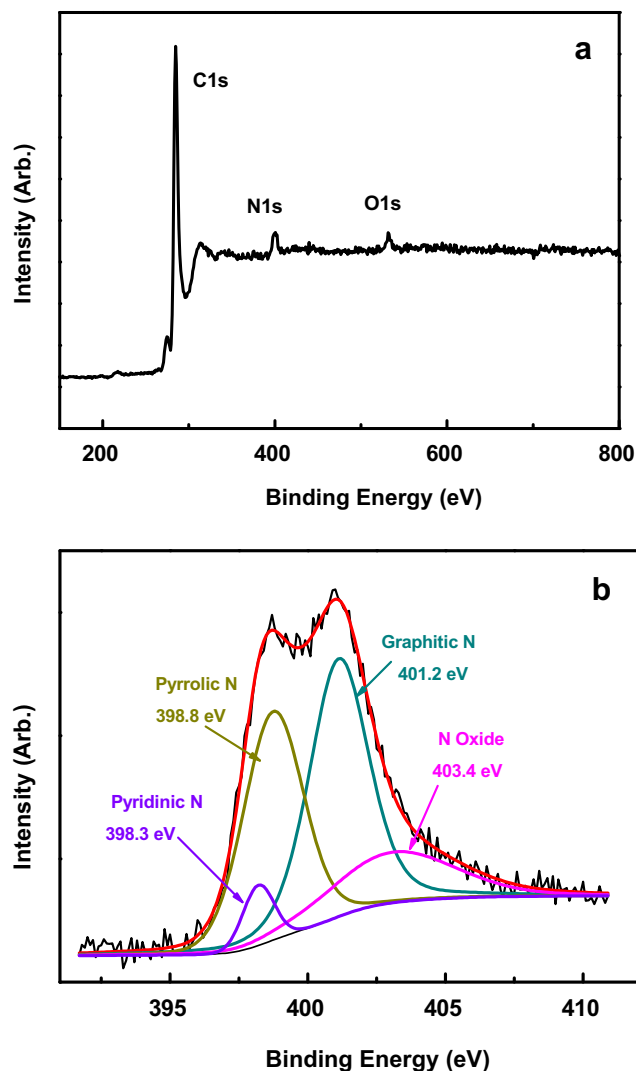 a
C1s
N1s
O1s
Intensity (Arb.)
200
400
600
800
Binding Energy (eV)
b
Graphitic N
401.2 eV
Pyrrolic N
398.8 eV
N Oxide
403.4 eV
Pyridinic N
398.3 eV
Intensity (Arb.)
395
400
405
410
Binding Energy (eV)